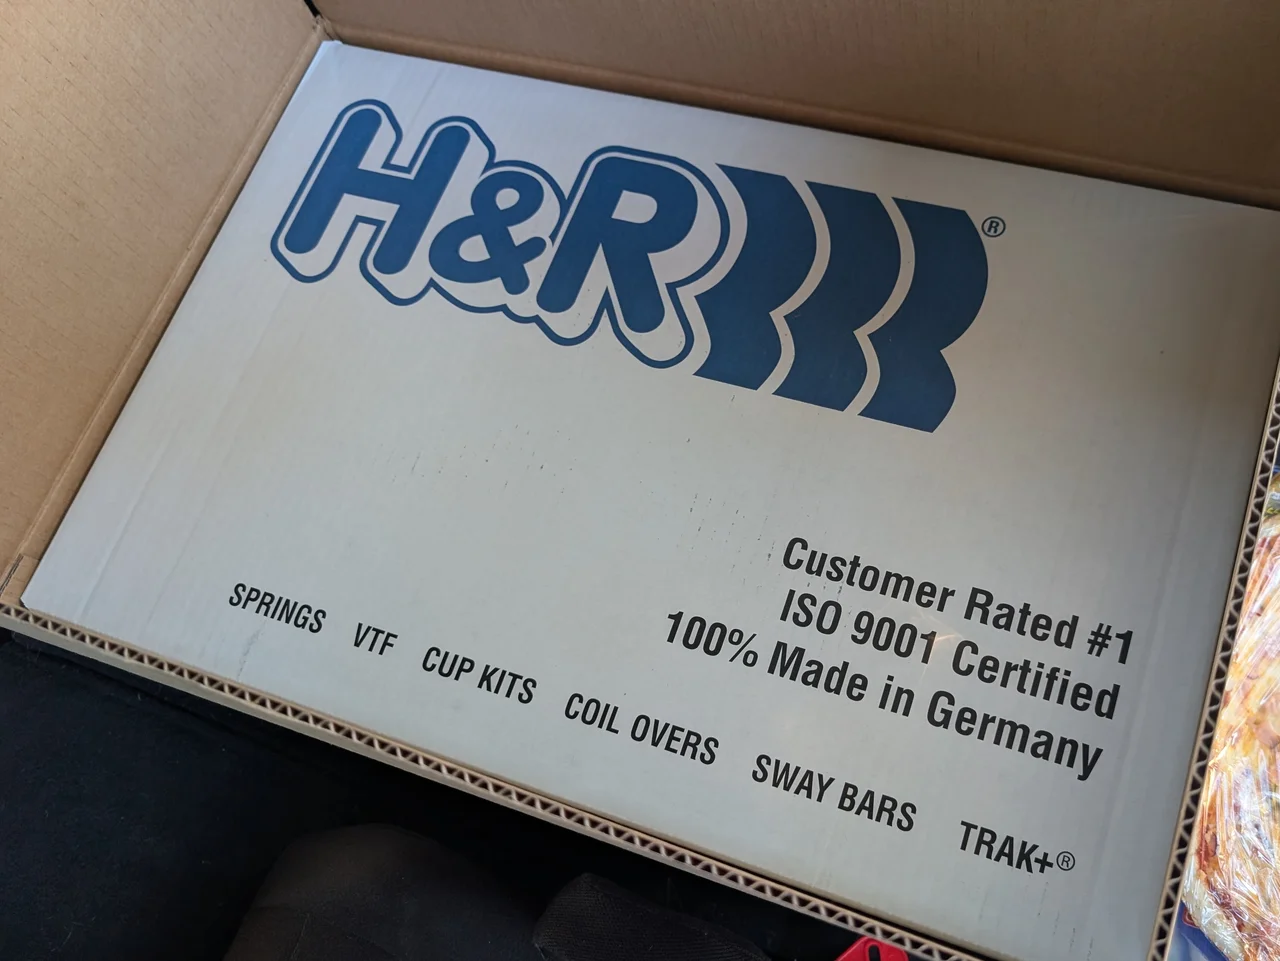 H&R®
Customer Rated #1
ISO 9001 Certified
100% Made in Germany
SPRINGS VTF CUP KITS COIL OVERS SWAY BARS TRAK+®